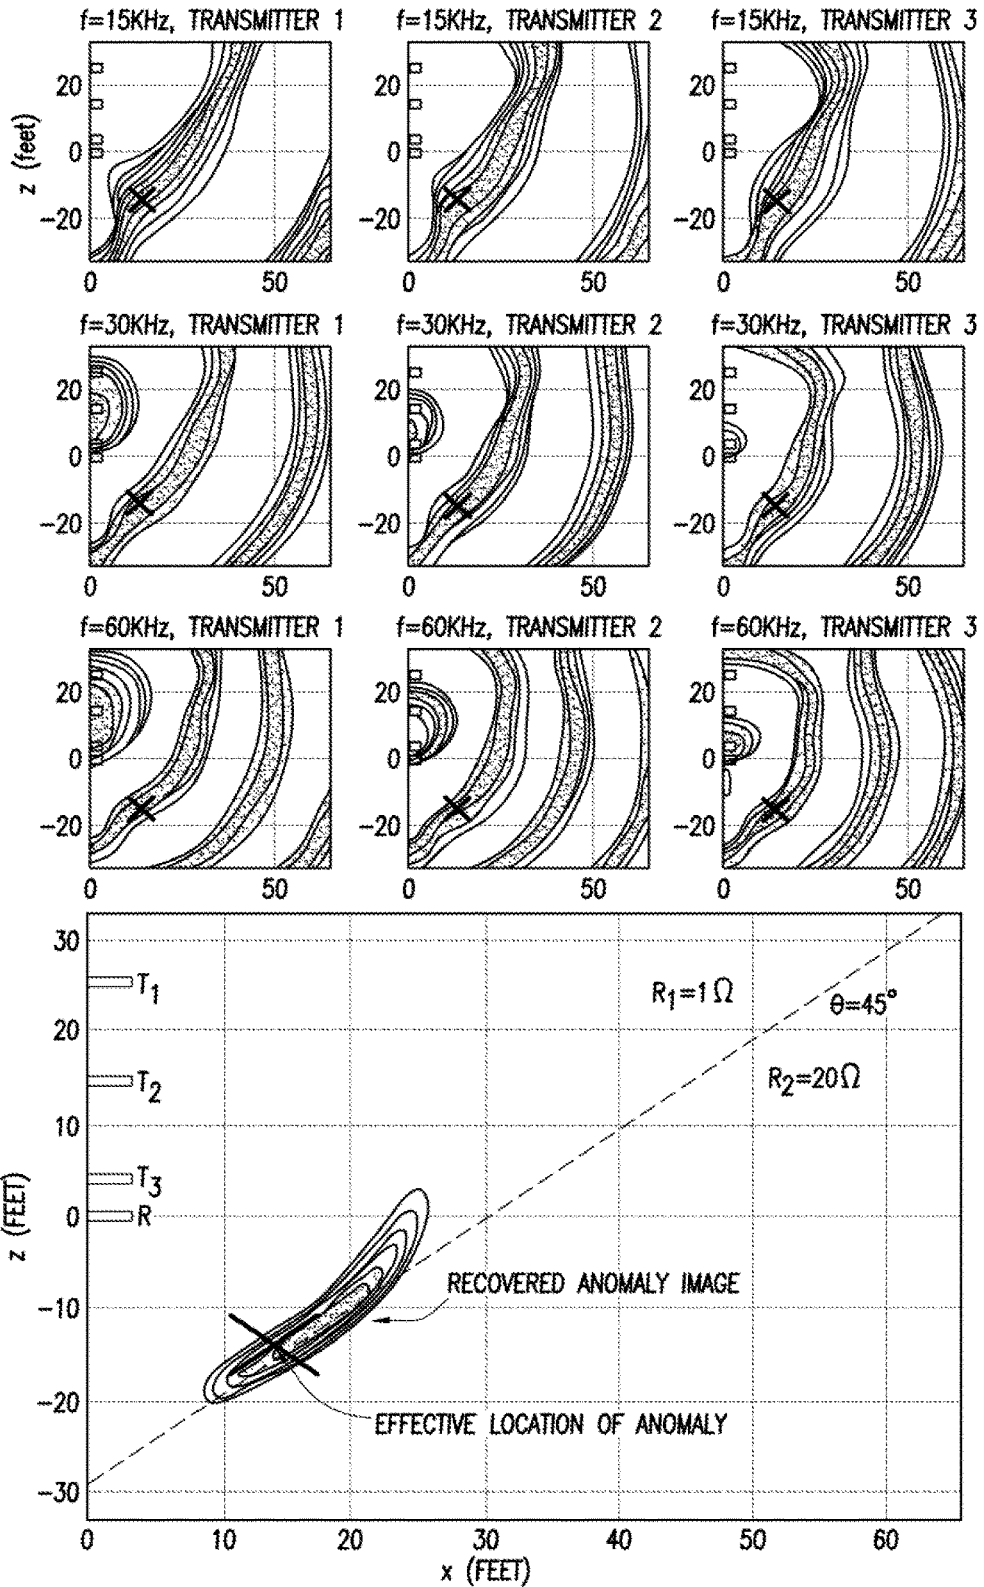 f=15KHz, TRANSMITTER 1
f=15KHz, TRANSMITTER 2
f=15KHz, TRANSMITTER 3
z (feet)
20
0
-20
0
50
20
0
-20
0
50
20
0
-20
0
50
f=30KHz, TRANSMITTER 1
f=30KHz, TRANSMITTER 2
f=30KHz, TRANSMITTER 3
20
0
-20
0
50
20
0
-20
0
50
20
0
-20
0
50
f=60KHz, TRANSMITTER 1
f=60KHz, TRANSMITTER 2
f=60KHz, TRANSMITTER 3
20
0
-20
0
50
20
0
-20
0
50
20
0
-20
0
50
z (FEET)
30
20
10
0
-10
-20
-30
T1
T2
T3
R
R1=1Ω
θ=45°
R2=20Ω
RECOVERED ANOMALY IMAGE
EFFECTIVE LOCATION OF ANOMALY
0
10
20
30
40
50
60
x (FEET)